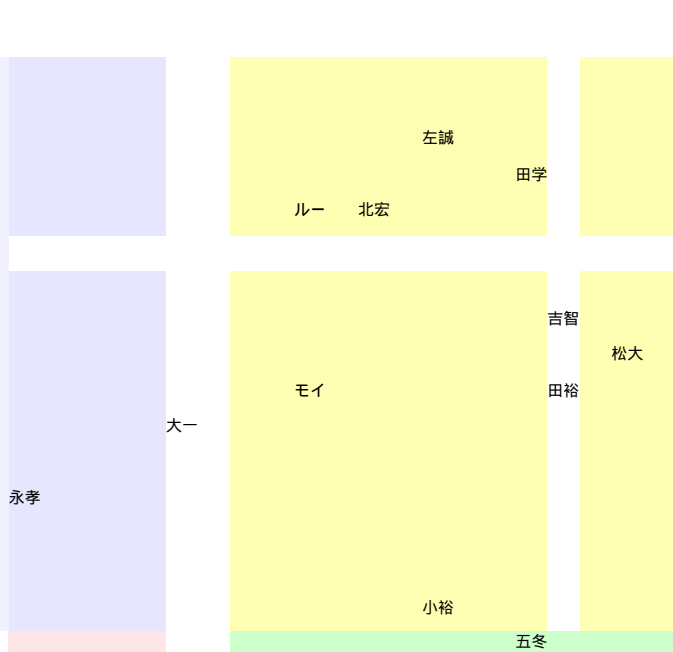 左誠
田学
ルー 北宏
吉智
松大
モイ 田裕
大一
永孝
小裕
五冬